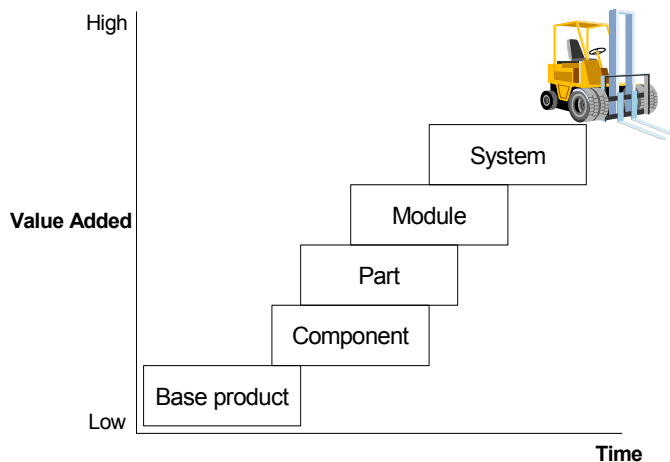 High
System
Module
Value Added
Part
Component
Base product
Low
Time